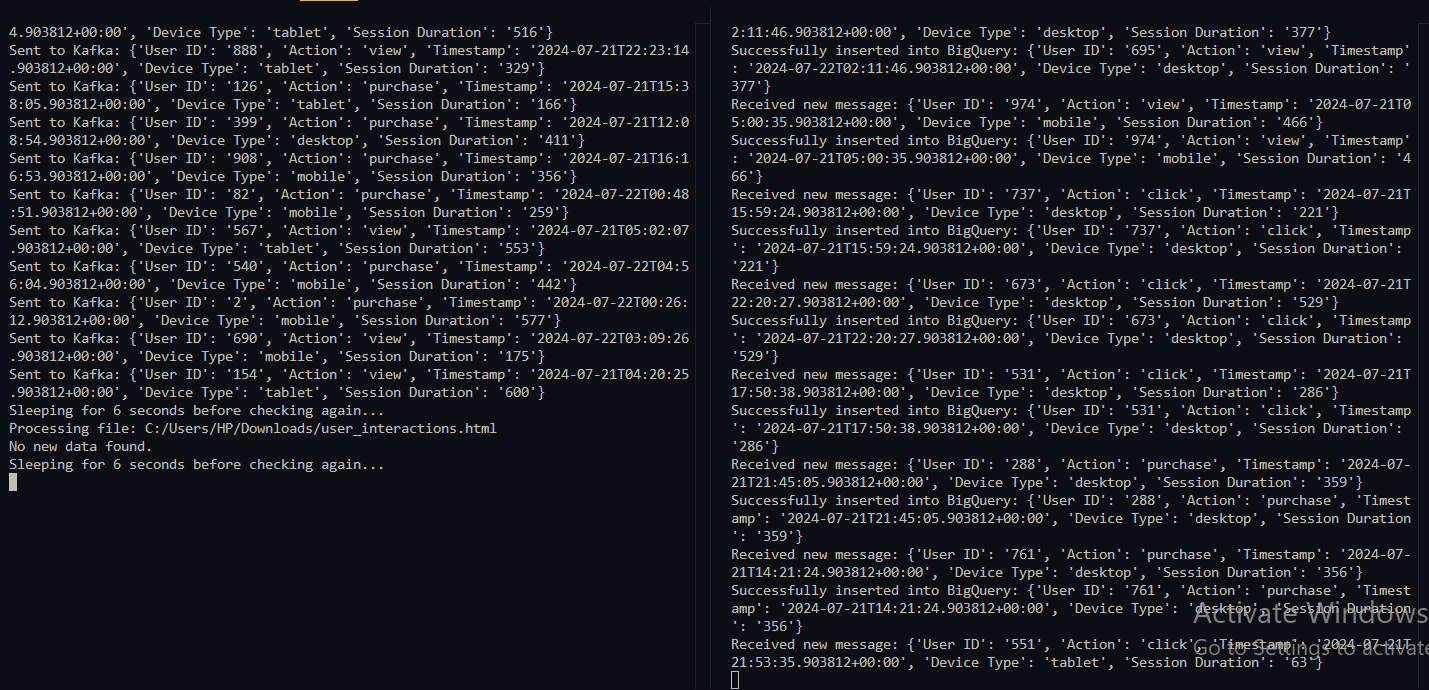 4.903812+00:00', 'Device Type': 'tablet', 'Session Duration': '516'}
Sent to Kafka: {'User ID': '888', 'Action': 'view', 'Timestamp': '2024-07-21T22:23:14
.903812+00:00', 'Device Type': 'tablet', 'Session Duration': '329'}
Sent to Kafka: {'User ID': '126', 'Action': 'purchase', 'Timestamp': '2024-07-21T15:3
8:05.903812+00:00', 'Device Type': 'tablet', 'Session Duration': '166'}
Sent to Kafka: {'User ID': '399', 'Action': 'purchase', 'Timestamp': '2024-07-21T12:0
8:54.903812+00:00', 'Device Type': 'desktop', 'Session Duration': '411'}
Sent to Kafka: {'User ID': '908', 'Action': 'purchase', 'Timestamp': '2024-07-21T16:1
6:53.903812+00:00', 'Device Type': 'mobile', 'Session Duration': '356'}
Sent to Kafka: {'User ID': '82', 'Action': 'purchase', 'Timestamp': '2024-07-22T00:48
:51.903812+00:00', 'Device Type': 'mobile', 'Session Duration': '259'}
Sent to Kafka: {'User ID': '567', 'Action': 'view', 'Timestamp': '2024-07-21T05:02:07
.903812+00:00', 'Device Type': 'tablet', 'Session Duration': '553'}
Sent to Kafka: {'User ID': '540', 'Action': 'purchase', 'Timestamp': '2024-07-22T04:5
6:04.903812+00:00', 'Device Type': 'mobile', 'Session Duration': '442'}
Sent to Kafka: {'User ID': '2', 'Action': 'purchase', 'Timestamp': '2024-07-22T00:26:
12.903812+00:00', 'Device Type': 'mobile', 'Session Duration': '577'}
Sent to Kafka: {'User ID': '690', 'Action': 'view', 'Timestamp': '2024-07-22T03:09:26
.903812+00:00', 'Device Type': 'mobile', 'Session Duration': '175'}
Sent to Kafka: {'User ID': '154', 'Action': 'view', 'Timestamp': '2024-07-21T04:20:25
.903812+00:00', 'Device Type': 'tablet', 'Session Duration': '600'}
Sleeping for 6 seconds before checking again...
Processing file: C:/Users/HP/Downloads/user_interactions.html
No new data found.
Sleeping for 6 seconds before checking again...
2:11:46.903812+00:00', 'Device Type': 'desktop', 'Session Duration': '377'}
Successfully inserted into BigQuery: {'User ID': '695', 'Action': 'view', 'Timestamp'
: '2024-07-22T02:11:46.903812+00:00', 'Device Type': 'desktop', 'Session Duration': '
377'}
Received new message: {'User ID': '974', 'Action': 'view', 'Timestamp': '2024-07-21T0
5:00:35.903812+00:00', 'Device Type': 'mobile', 'Session Duration': '466'}
Successfully inserted into BigQuery: {'User ID': '974', 'Action': 'view', 'Timestamp'
: '2024-07-21T05:00:35.903812+00:00', 'Device Type': 'mobile', 'Session Duration': '4
66'}
Received new message: {'User ID': '737', 'Action': 'click', 'Timestamp': '2024-07-21T
15:59:24.903812+00:00', 'Device Type': 'desktop', 'Session Duration': '221'}
Successfully inserted into BigQuery: {'User ID': '737', 'Action': 'click', 'Timestamp
': '2024-07-21T15:59:24.903812+00:00', 'Device Type': 'desktop', 'Session Duration':
'221'}
Received new message: {'User ID': '673', 'Action': 'click', 'Timestamp': '2024-07-21T
22:20:27.903812+00:00', 'Device Type': 'desktop', 'Session Duration': '529'}
Successfully inserted into BigQuery: {'User ID': '673', 'Action': 'click', 'Timestamp
': '2024-07-21T22:20:27.903812+00:00', 'Device Type': 'desktop', 'Session Duration':
'529'}
Received new message: {'User ID': '531', 'Action': 'click', 'Timestamp': '2024-07-21T
17:50:38.903812+00:00', 'Device Type': 'desktop', 'Session Duration': '286'}
Successfully inserted into BigQuery: {'User ID': '531', 'Action': 'click', 'Timestamp
': '2024-07-21T17:50:38.903812+00:00', 'Device Type': 'desktop', 'Session Duration':
'286'}
Received new message: {'User ID': '288', 'Action': 'purchase', 'Timestamp': '2024-07-
21T21:45:05.903812+00:00', 'Device Type': 'desktop', 'Session Duration': '359'}
Successfully inserted into BigQuery: {'User ID': '288', 'Action': 'purchase', 'Timest
amp': '2024-07-21T21:45:05.903812+00:00', 'Device Type': 'desktop', 'Session Duration
': '359'}
Received new message: {'User ID': '761', 'Action': 'purchase', 'Timestamp': '2024-07-
21T14:21:24.903812+00:00', 'Device Type': 'desktop', 'Session Duration': '356'}
Successfully inserted into BigQuery: {'User ID': '761', 'Action': 'purchase', 'Timest
amp': '2024-07-21T14:21:24.903812+00:00', 'Device Type': 'desktop', 'Session Duration
': '356'}
Received new message: {'User ID': '551', 'Action': 'click', 'Timestamp': '2024-07-21T
21:53:35.903812+00:00', 'Device Type': 'tablet', 'Session Duration': '63'}
Activate Windows
Go to Settings to activate